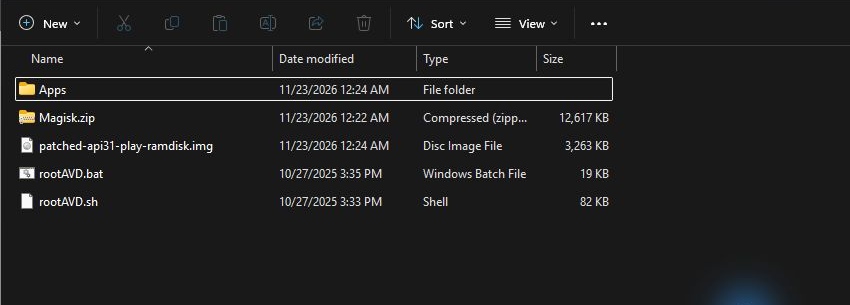 New Sort View
Name Date modified Type Size
Apps 11/23/2026 12:24 AM File folder
Magisk.zip 11/23/2026 12:22 AM Compressed (zipp... 12,617 KB
patched-api31-play-ramdisk.img 11/23/2026 12:24 AM Disc Image File 3,263 KB
rootAVD.bat 10/27/2025 3:35 PM Windows Batch File 19 KB
rootAVD.sh 10/27/2025 3:33 PM Shell 82 KB